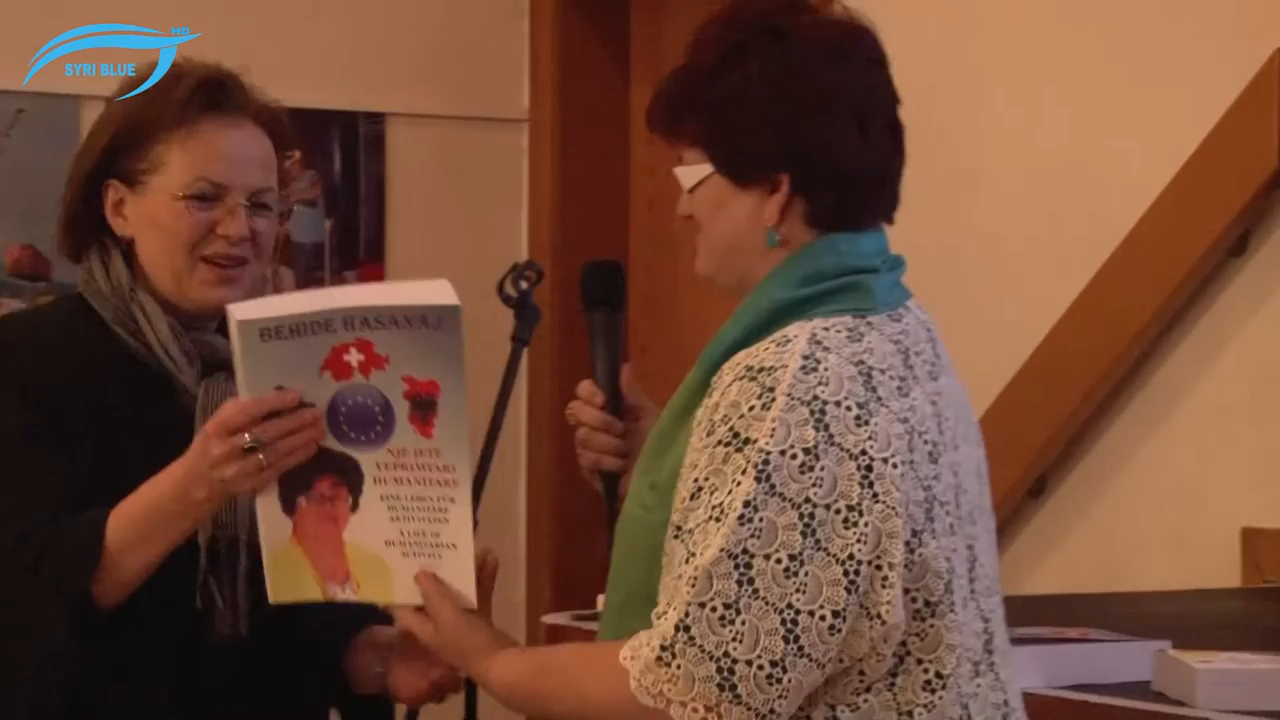 HD
SYRI BLUE
BEHIDE HASANAJ
NJË JETË
VEPRIMTARI
HUMANITARE
EINE LEBEN FÜR
HUMANITÄRE
AKTIVITÄTEN
A LIFE OF
HUMANITARIAN
ACTIVITY